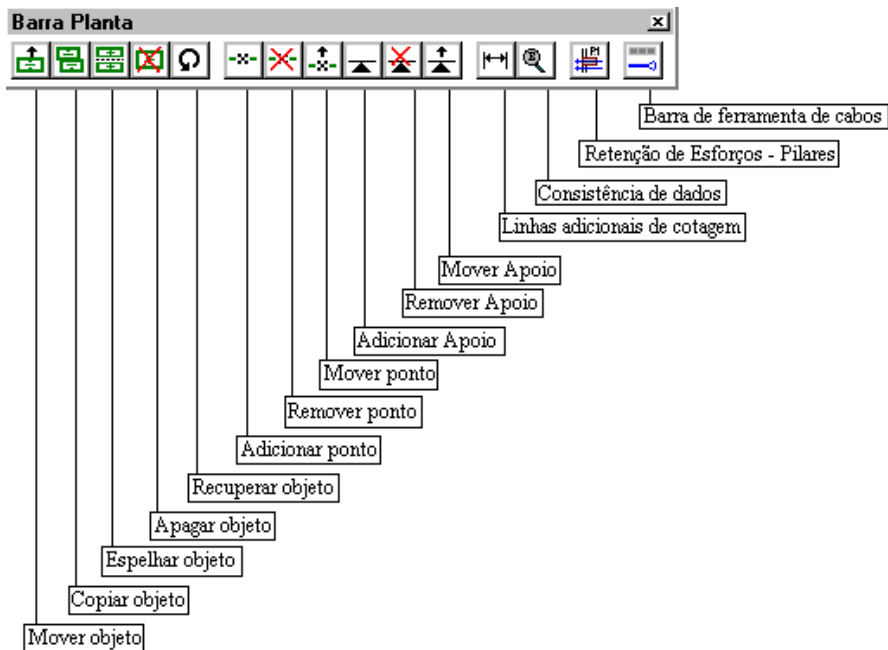 Barra Planta
Barra de ferramenta de cabos
Retenção de Esforços - Pilares
Consistência de dados
Linhas adicionais de cotagem
Mover Apoio
Remover Apoio
Adicionar Apoio
Mover ponto
Remover ponto
Adicionar ponto
Recuperar objeto
Apagar objeto
Espelhar objeto
Copiar objeto
Mover objeto